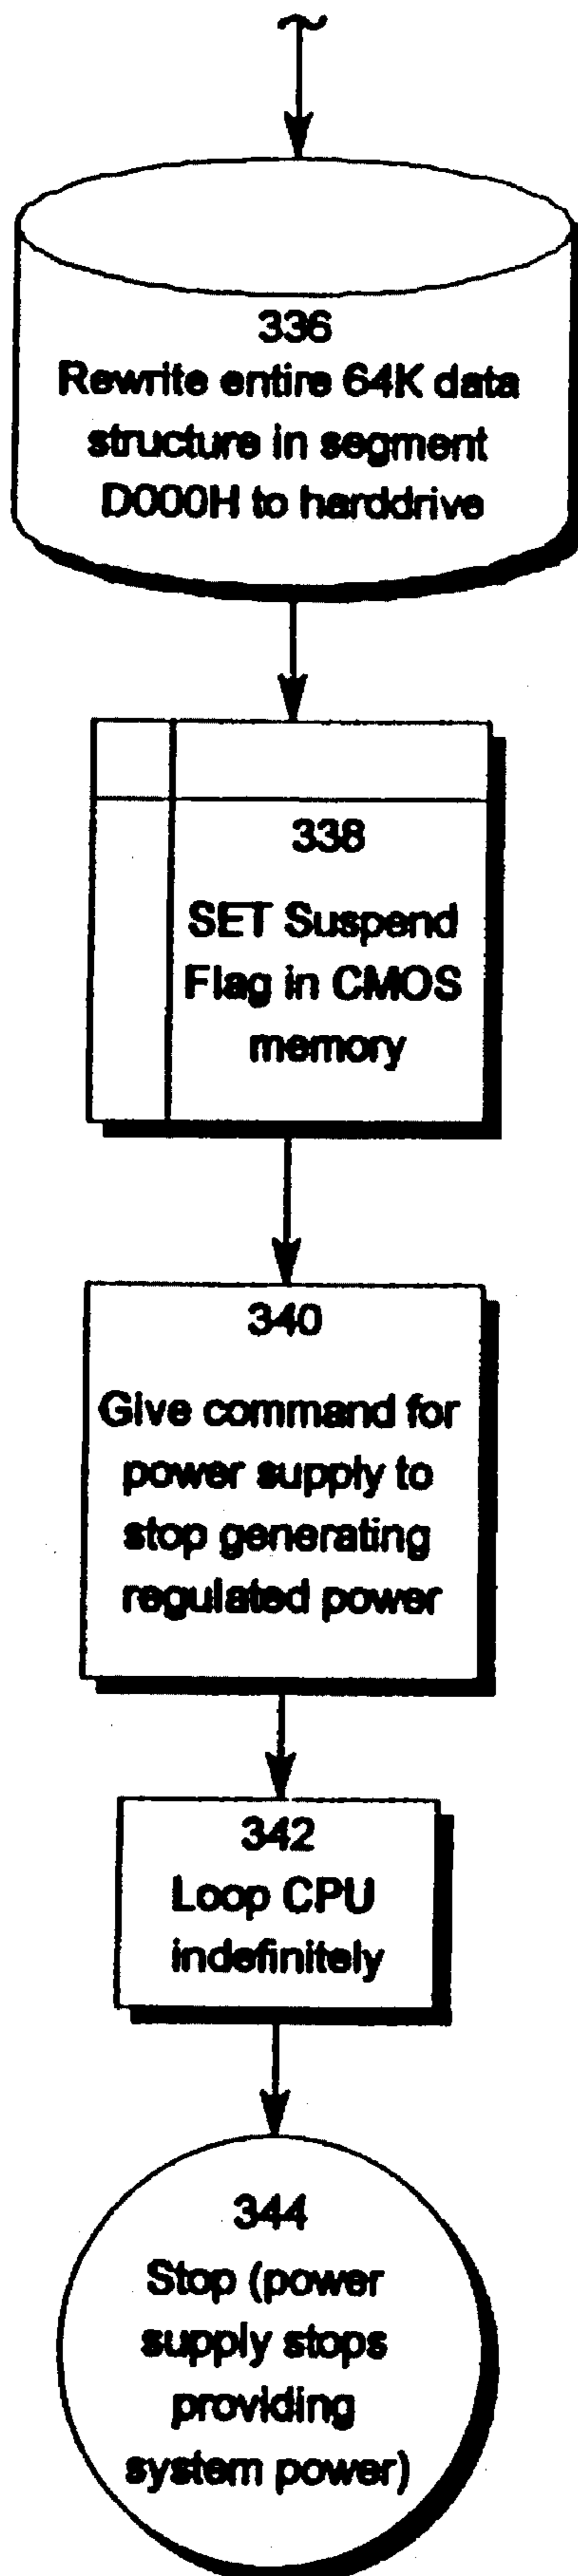 336
Rewrite entire 64K data
structure in segment
D000H to harddrive
338
SET Suspend
Flag in CMOS
memory
340
Give command for
power supply to
stop generating
regulated power
342
Loop CPU
indefinitely
344
Stop (power
supply stops
providing
system power)